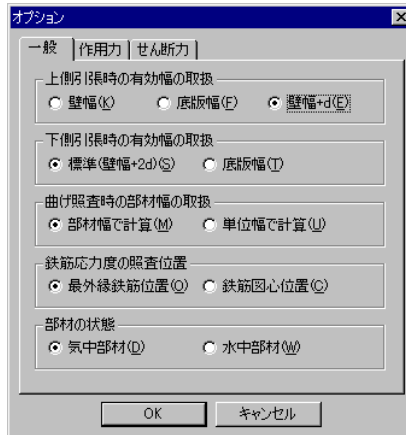 オプション
一般 作用力 せん断力
上側引張時の有効幅の取扱
壁幅(K) 底版幅(F) 壁幅+d(E)
下側引張時の有効幅の取扱
標準(壁幅+2d)(S) 底版幅(T)
曲げ照査時の部材幅の取扱
部材幅で計算(M) 単位幅で計算(U)
鉄筋応力度の照査位置
最外縁鉄筋位置(O) 鉄筋図心位置(C)
部材の状態
気中部材(D) 水中部材(W)
OK キャンセル